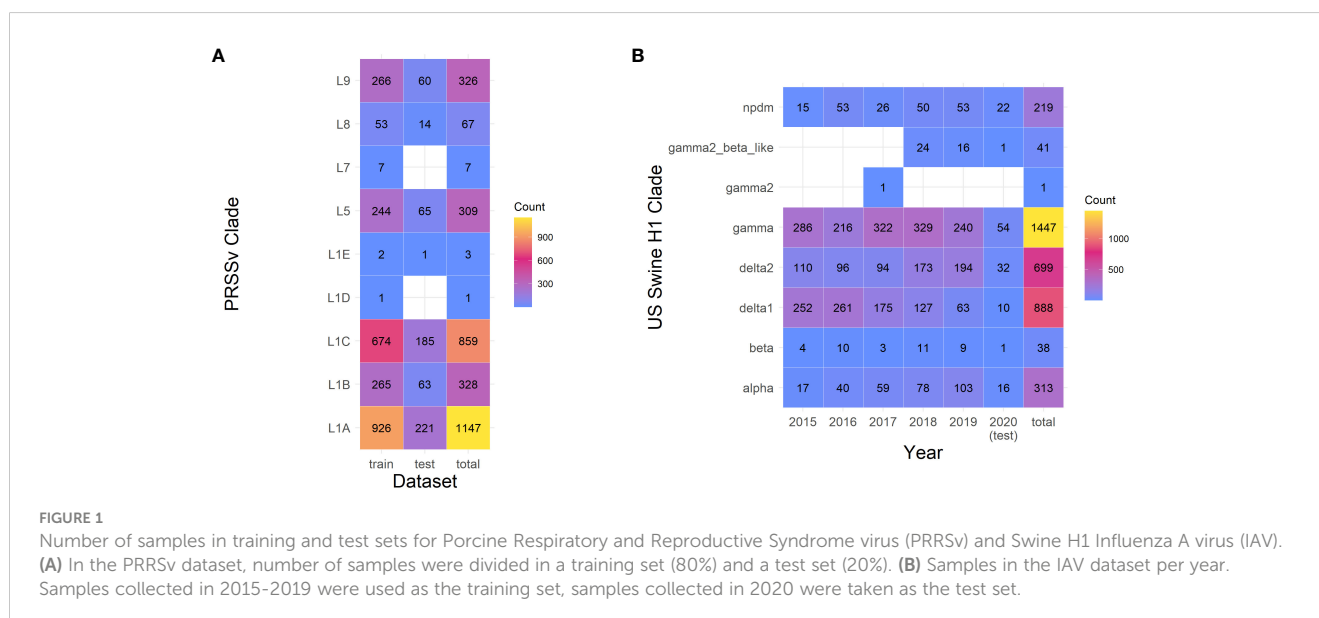 A
PRRSv Clade
L9 266 60 326
L8 53 14 67
L7 7 7
L5 244 65 309
L1E 2 1 3
L1D 1 1
L1C 674 185 859
L1B 265 63 328
L1A 926 221 1147
train test total
Dataset
Count
900
600
300
B
US Swine H1 Clade
npdm 15 53 26 50 53 22 219
gamma2_beta_like 24 16 1 41
gamma2 1 1
gamma 286 216 322 329 240 54 1447
delta2 110 96 94 173 194 32 699
delta1 252 261 175 127 63 10 888
beta 4 10 3 11 9 1 38
alpha 17 40 59 78 103 16 313
2015 2016 2017 2018 2019 2020 total
(test)
Year
Count
1000
500
FIGURE 1
Number of samples in training and test sets for Porcine Respiratory and Reproductive Syndrome virus (PRRSv) and Swine H1 Influenza A virus (IAV).
(A) In the PRRSv dataset, number of samples were divided in a training set (80%) and a test set (20%). (B) Samples in the IAV dataset per year.
Samples collected in 2015-2019 were used as the training set, samples collected in 2020 were taken as the test set.